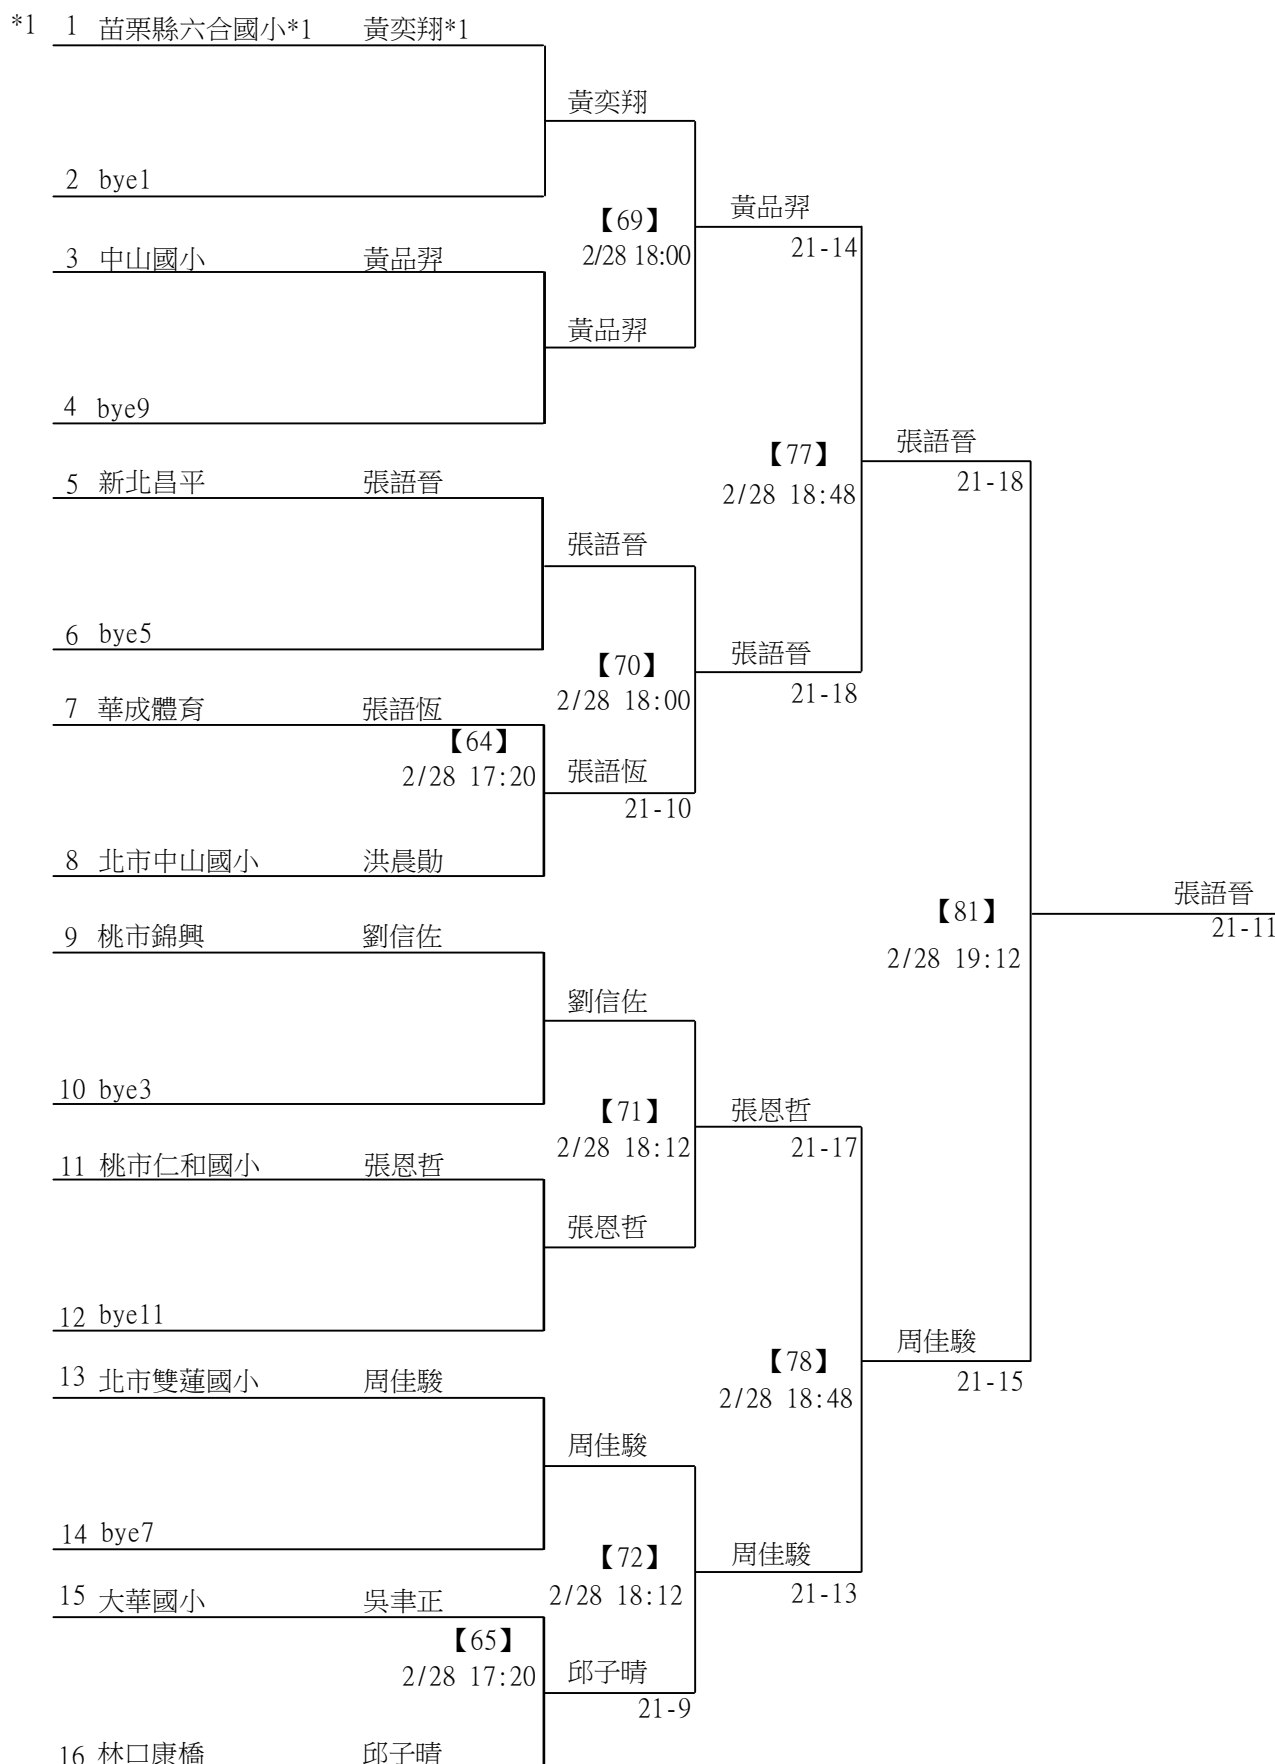 *1 1 苗栗縣六合國小*1 黃奕翔*1
黃奕翔
2 bye1
黃品羿
【69】
21-14
3 中山國小 黃品羿 2/28 18:00
黃品羿
4 bye9
張語晉
【77】
5 新北昌平 張語晉 21-18
2/28 18:48
張語晉
6 bye5
張語晉
【70】
21-18
2/28 18:00
7 華成體育 張語恆
【64】
張語恆
2/28 17:20
21-10
8 北市中山國小 洪晨勛
張語晉
【81】
21-11
9 桃市錦興 劉信佐
2/28 19:12
劉信佐
10 bye3
張恩哲
【71】
2/28 18:12 21-17
11 桃市仁和國小 張恩哲
張恩哲
12 bye11
周佳駿
【78】
13 北市雙蓮國小 周佳駿 21-15
2/28 18:48
周佳駿
14 bye7
周佳駿
【72】
2/28 18:12 21-13
15 大華國小 吳聿正
【65】
邱子晴
2/28 17:20
21-9
16 林口康橋 邱子晴